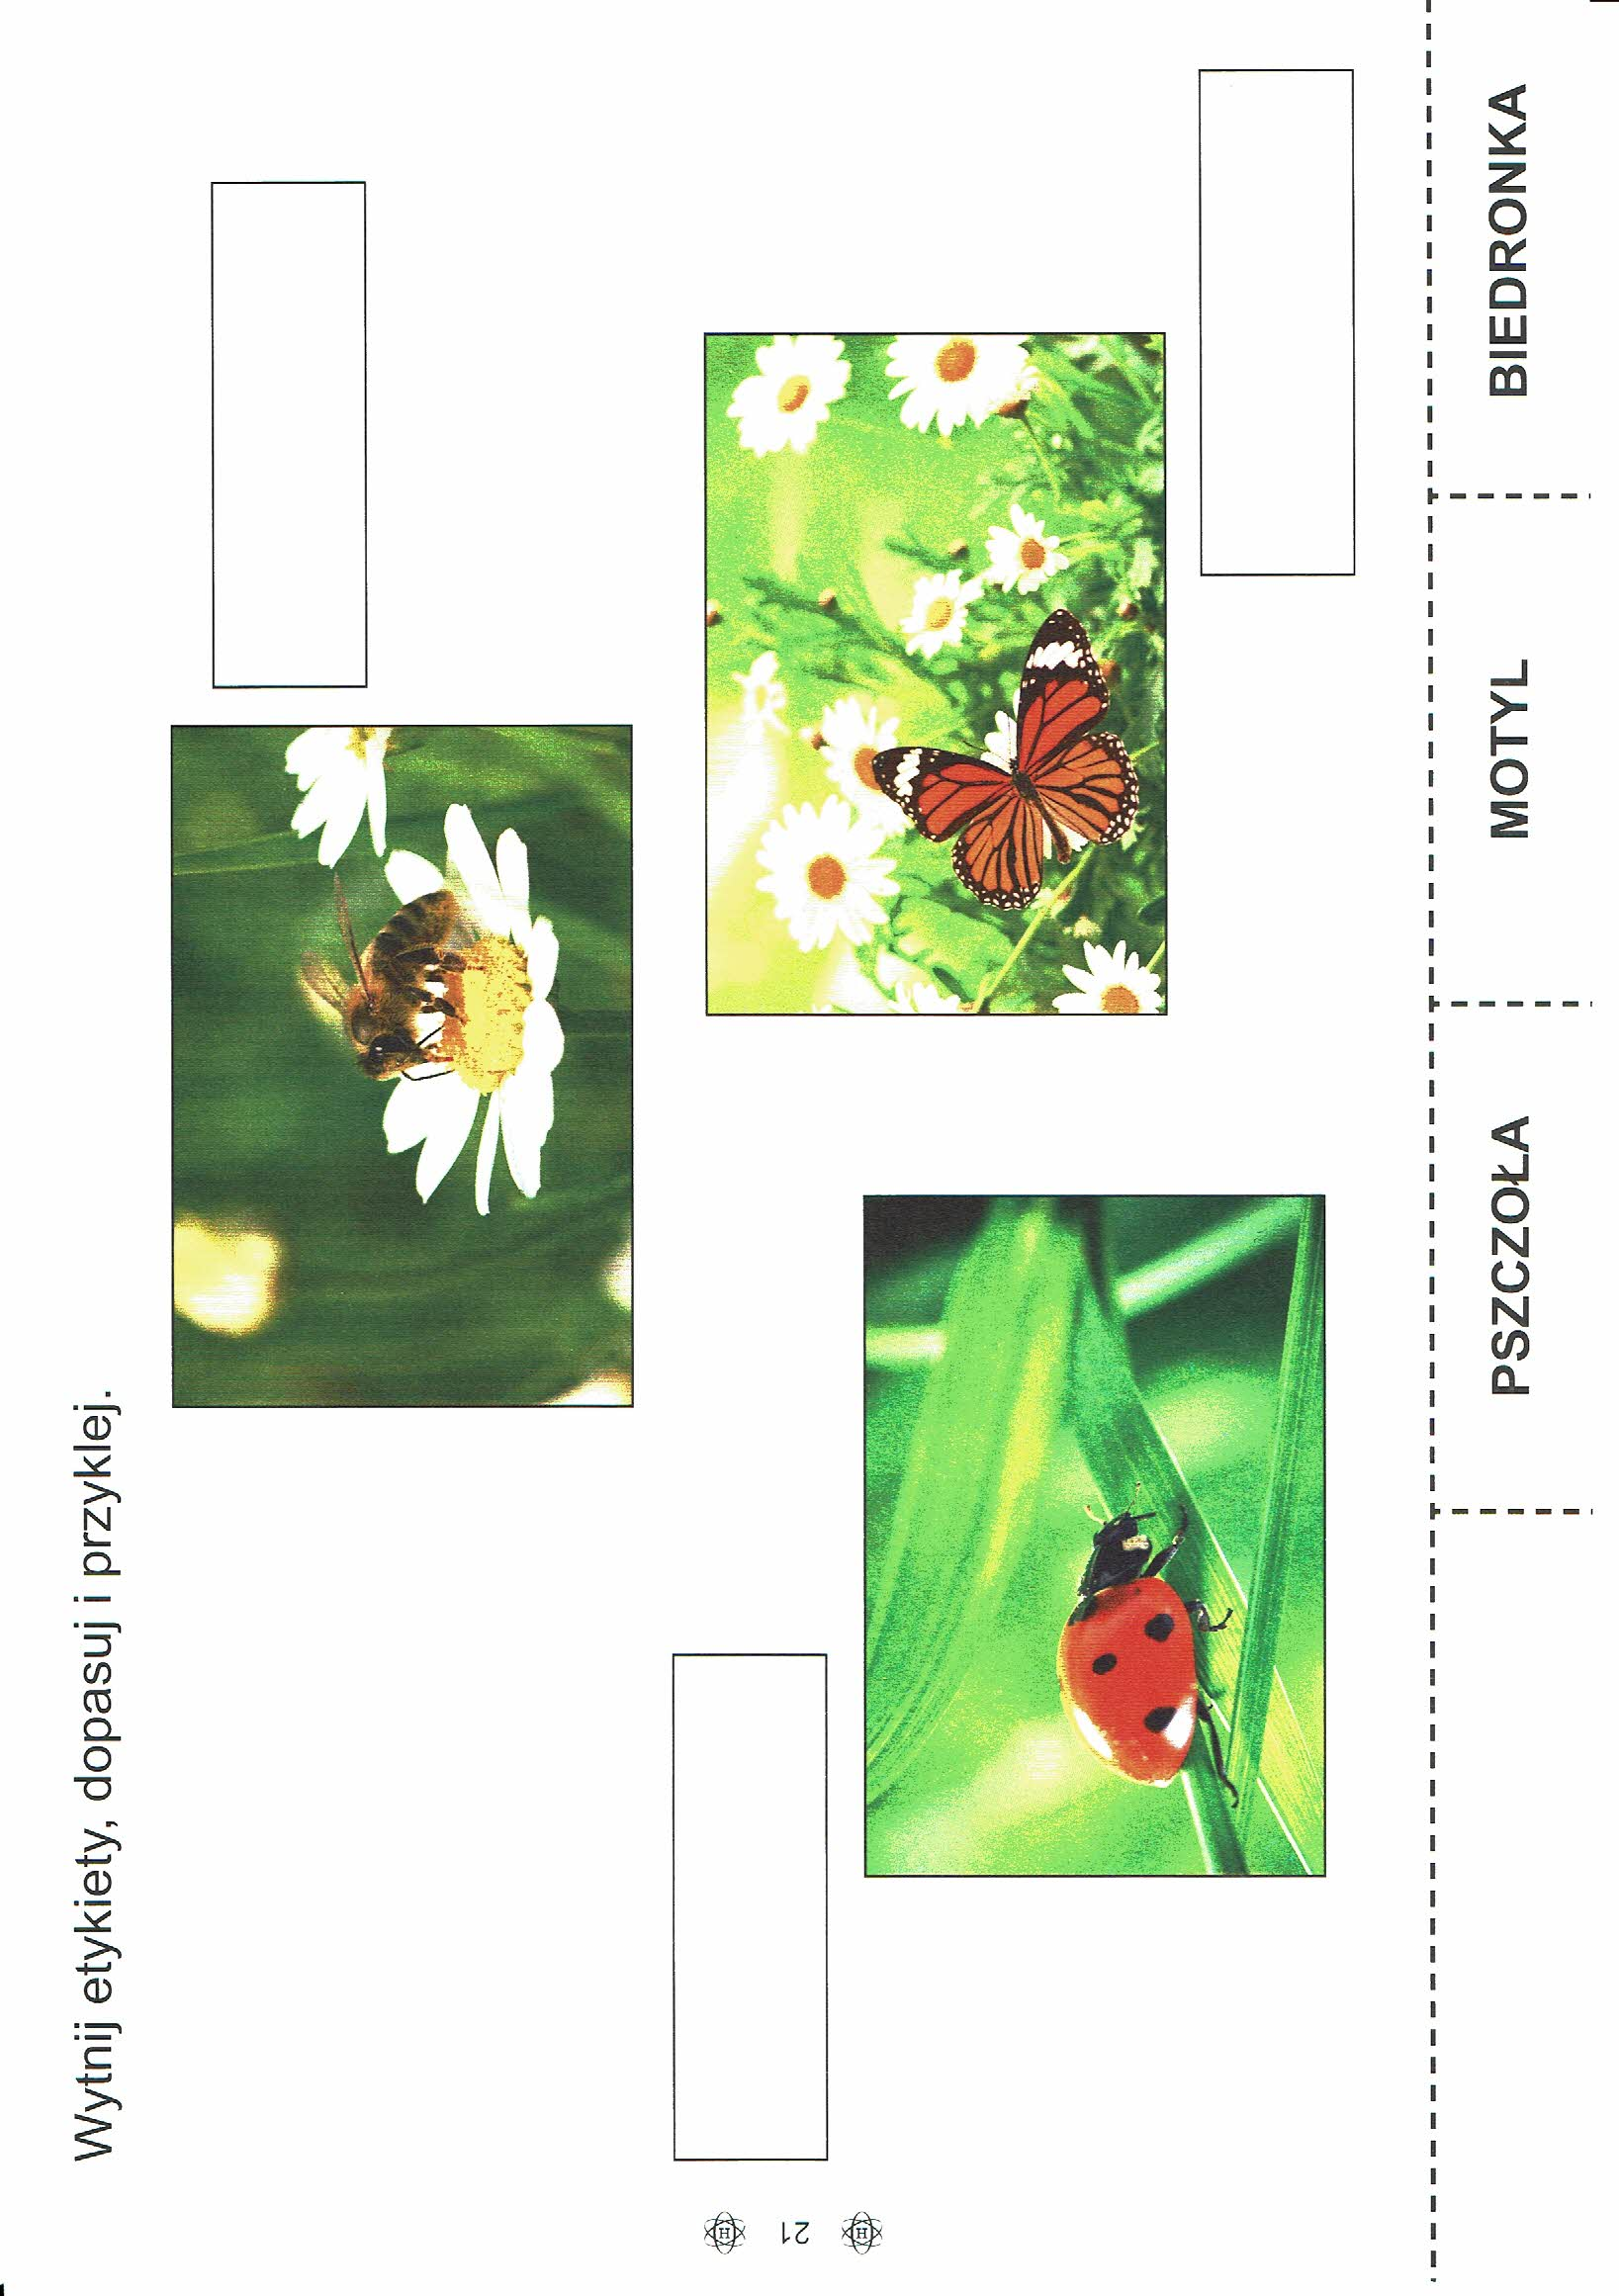 Wytnij etykiety, dopasuj i przyklej.
PSZCZOŁA
MOTYL
BIEDRONKA
H 21 H